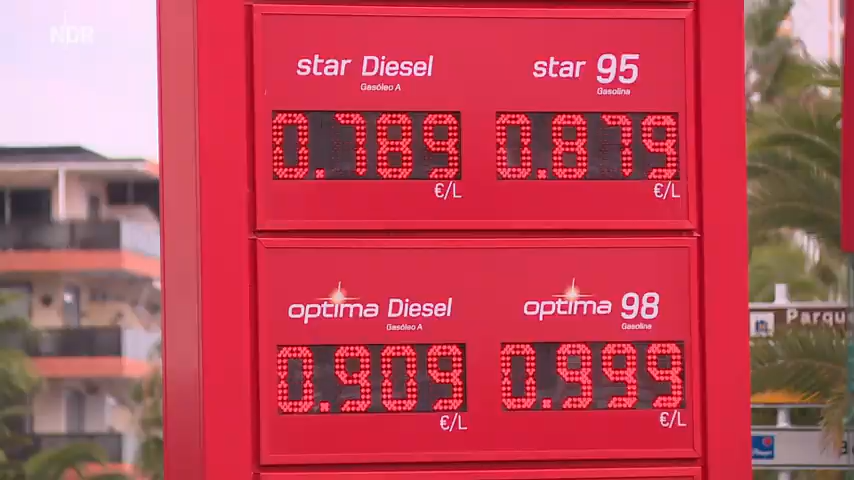 NDR
star Diesel
Gasóleo A
0.789
€/L
star 95
Gasolina
0.879
€/L
optima Diesel
Gasóleo A
0.909
€/L
optima 98
Gasolina
0.999
€/L
Parque